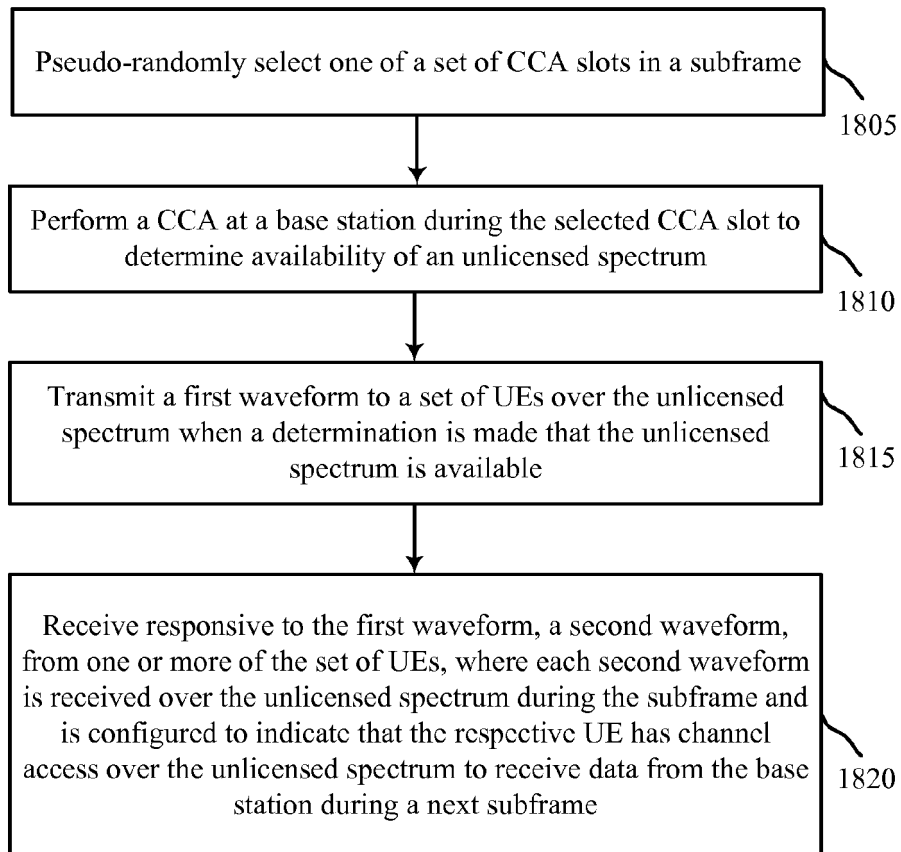 Pseudo-randomly select one of a set of CCA slots in a subframe
1805
Perform a CCA at a base station during the selected CCA slot to
determine availability of an unlicensed spectrum
1810
Transmit a first waveform to a set of UEs over the unlicensed
spectrum when a determination is made that the unlicensed
spectrum is available
1815
Receive responsive to the first waveform, a second waveform,
from one or more of the set of UEs, where each second waveform
is received over the unlicensed spectrum during the subframe and
is configured to indicate that the respective UE has channel
access over the unlicensed spectrum to receive data from the base
station during a next subframe
1820